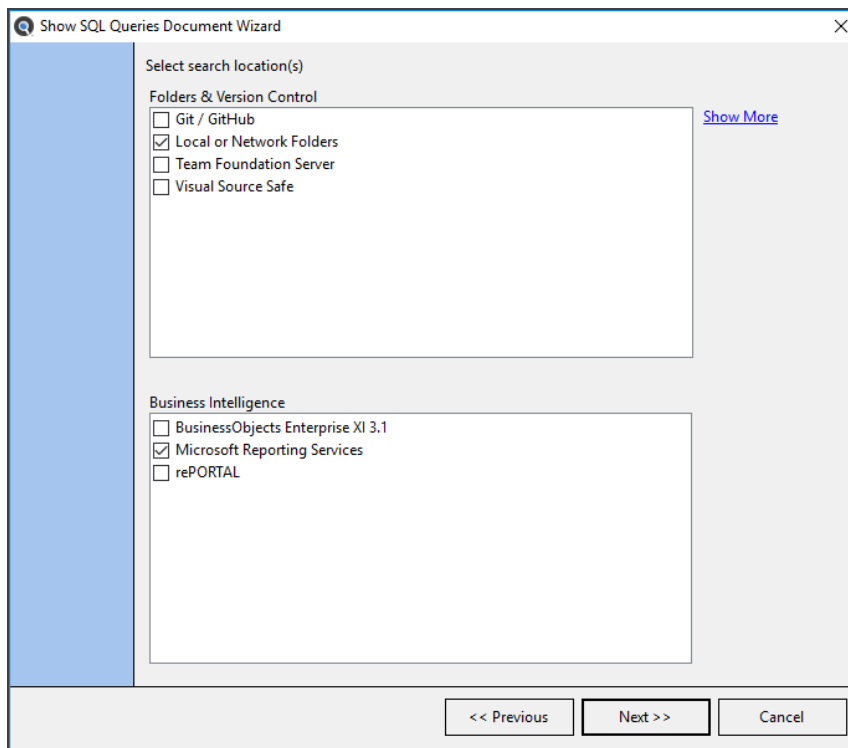 Show SQL Queries Document Wizard
Select search location(s)
Folders & Version Control
Git / GitHub
Show More
Local or Network Folders
Team Foundation Server
Visual Source Safe
Business Intelligence
BusinessObjects Enterprise XI 3.1
Microsoft Reporting Services
rePORTAL
<< Previous
Next >>
Cancel